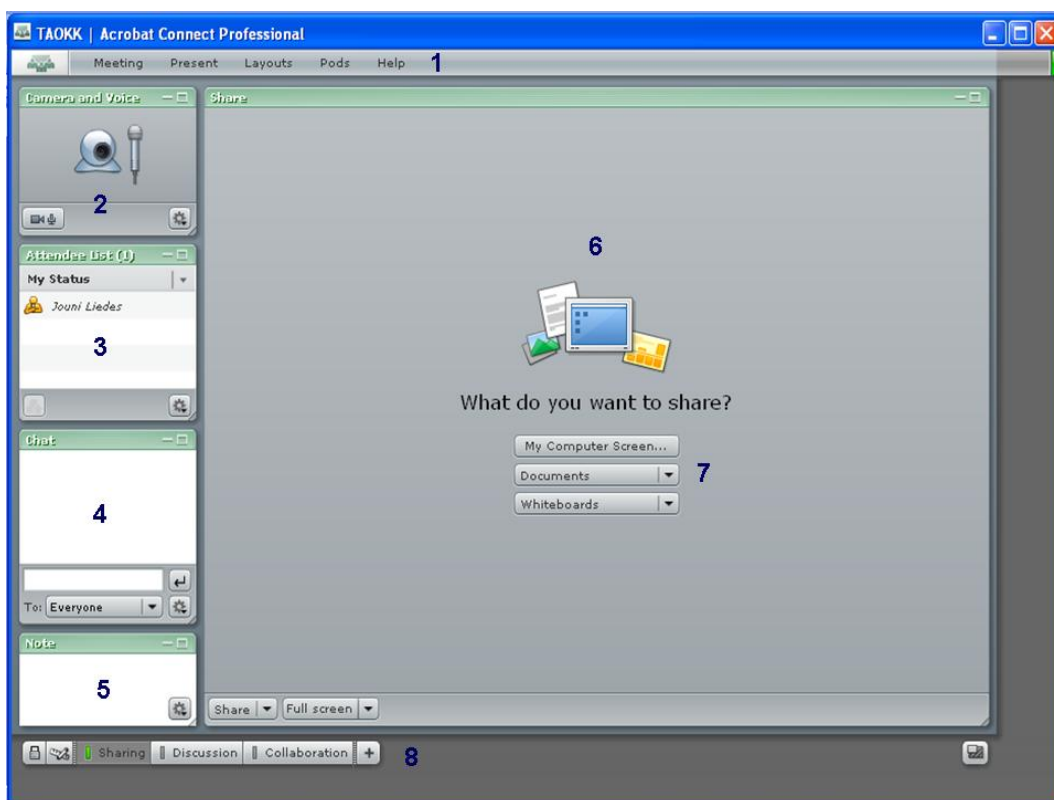 TAOKK | Acrobat Connect Professional
Meeting Present Layouts Pods Help 1
Camera and Voice
2
Attendee List (1)
My Status
Jouni Liedes
3
Chat
4
To: Everyone
Note
5
Share
6
What do you want to share?
My Computer Screen...
Documents
7
Whiteboards
Share Full screen
Sharing Discussion Collaboration + 8